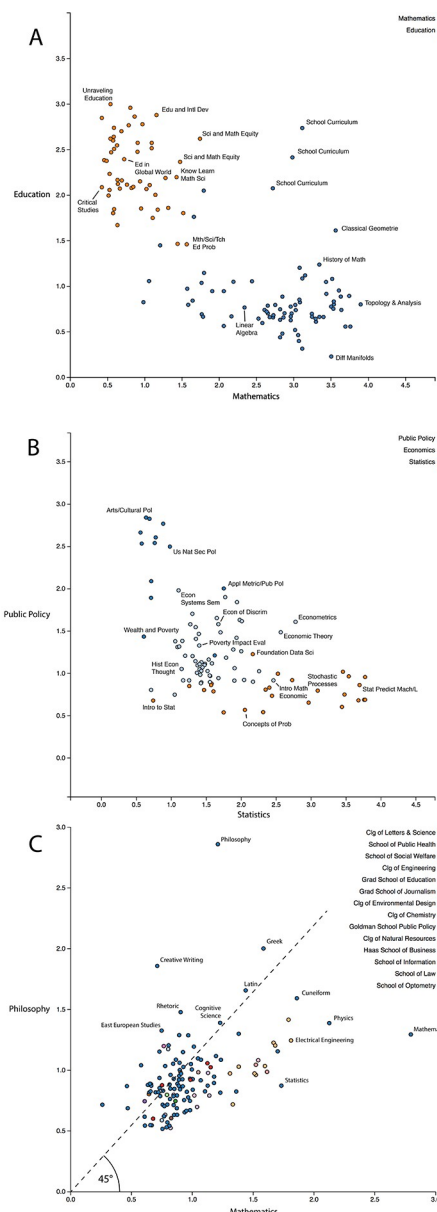 A
Mathematics
Education
4.0
3.5
3.0
2.5
2.0
1.5
1.0
0.5
0.0
Education
Unraveling
Education
Edu and Intl Dev
School Curriculum
Sci and Math Equity
School Curriculum
Sci and Math Equity
Ed in
Global World
Know Learn
Math Sci
School Curriculum
Critical
Studies
Classical Geometrie
Mth/Sci/Tch
Ed Prob
History of Math
Topology & Analysis
Linear
Algebra
Diff Manifolds
0.0
0.5
1.0
1.5
2.0
2.5
3.0
3.5
4.0
4.5
Mathematics
B
Public Policy
Economics
Statistics
3.5
3.0
2.5
2.0
1.5
1.0
0.5
0.0
Public Policy
Arts/Cultural Pol
Us Nat Sec Pol
Appl Metric/Pub Pol
Econ
Systems Sem
Econ of Discrim
Econometrics
Wealth and Poverty
Economic Theory
Poverty Impact Eval
Foundation Data Sci
Hist Econ
Thought
Stochastic
Processes
Intro Math
Economic
Stat Predct Mach/L
Intro to Stat
Concepts of Prob
0.0
0.5
1.0
1.5
2.0
2.5
3.0
3.5
4.0
4.5
Statistics
C
Clg of Letters & Science
School of Public Health
School of Social Welfare
Clg of Engineering
Grad School of Education
Grad School of Journalism
Clg of Environmental Design
Clg of Chemistry
Goldman School Public Policy
Clg of Natural Resources
Haas School of Business
School of Information
School of Law
School of Optometry
3.0
2.5
2.0
1.5
1.0
0.5
0.0
Philosophy
Philosophy
Greek
Creative Writing
Latin
Cuneiform
Rhetoric
Cognitive
Science
Physics
East European Studies
Mathem
Electrical Engineering
Statistics
45°
0.0
0.5
1.0
1.5
2.0
2.5
3.0
Mathematics